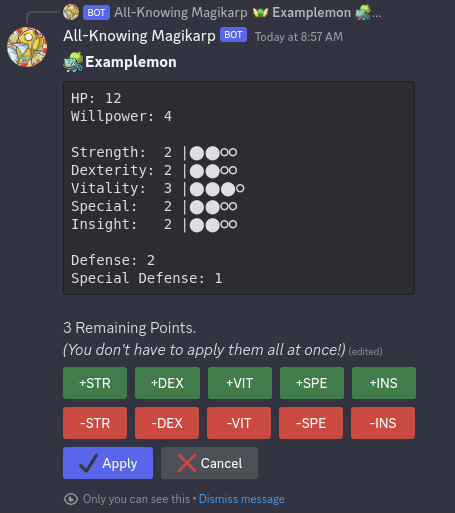 BOT All-Knowing Magikarp Examplemon ...
All-Knowing Magikarp BOT Today at 8:57 AM
Examplemon
HP: 12
Willpower: 4
Strength: 2 |⬤⬤⭘⭘
Dexterity: 2 |⬤⬤⭘⭘
Vitality: 3 |⬤⬤⬤⭘
Special: 2 |⬤⬤⭘⭘
Insight: 2 |⬤⬤⭘⭘
Defense: 2
Special Defense: 1
3 Remaining Points.
(You don't have to apply them all at once!) (edited)
+STR +DEX +VIT +SPE +INS
-STR -DEX -VIT -SPE -INS
Apply Cancel
Only you can see this • Dismiss message